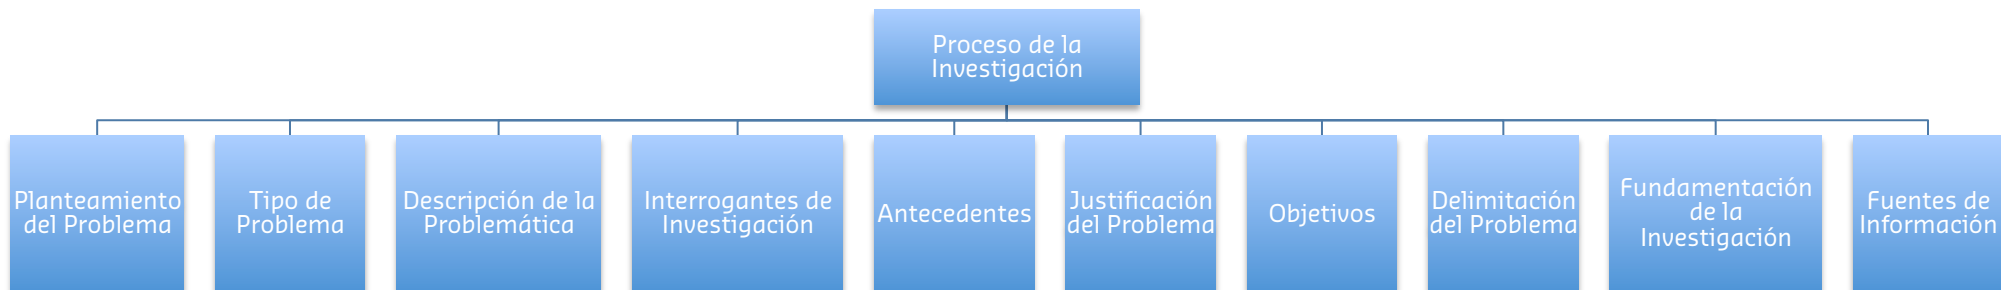 Proceso de la
Investigación
Planteamiento
del Problema
Tipo de
Problema
Descripción de la
Problemática
Interrogantes de
Investigación
Antecedentes
Justificación
del Problema
Objetivos
Delimitación
del Problema
Fundamentación
de la
Investigación
Fuentes de
Información